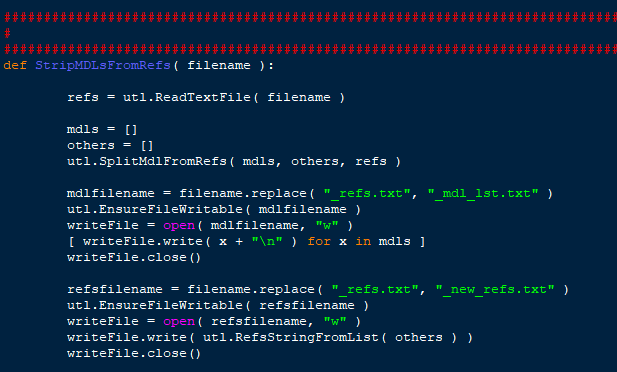 #############################################################################
#
#############################################################################
def StripMDLsFromRefs( filename ):
refs = utl.ReadTextFile( filename )
mdls = []
others = []
utl.SplitMdlFromRefs( mdls, others, refs )
mdlfilename = filename.replace( "_refs.txt", "_mdl_lst.txt" )
utl.EnsureFileWritable( mdlfilename )
writeFile = open( mdlfilename, "w" )
[ writeFile.write( x + "\n" ) for x in mdls ]
writeFile.close()
refsfilename = filename.replace( "_refs.txt", "_new_refs.txt" )
utl.EnsureFileWritable( refsfilename )
writeFile = open( refsfilename, "w" )
writeFile.write( utl.RefsStringFromList( others ) )
writeFile.close()